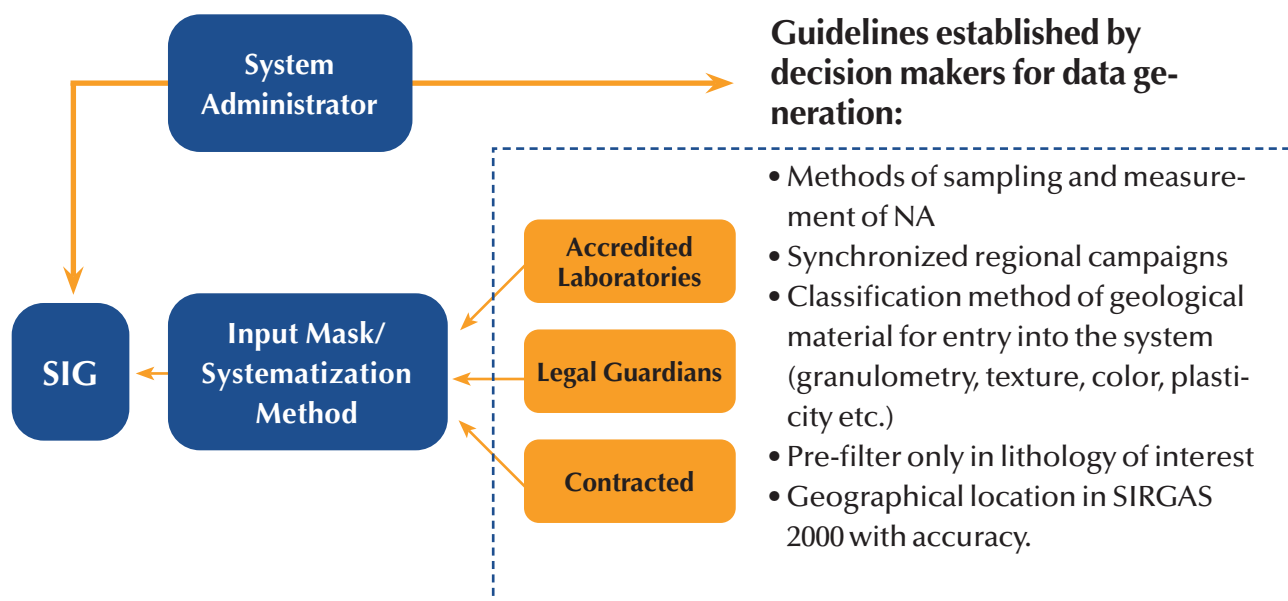 System
Administrator
Guidelines established by
decision makers for data ge-
neration:
Accredited
Laboratories
Legal Guardians
Contracted
Input Mask/
Systematization
Method
SIG
• Methods of sampling and measure-
ment of NA
• Synchronized regional campaigns
• Classification method of geological
material for entry into the system
(granulometry, texture, color, plasti-
city etc.)
• Pre-filter only in lithology of interest
• Geographical location in SIRGAS
2000 with accuracy.